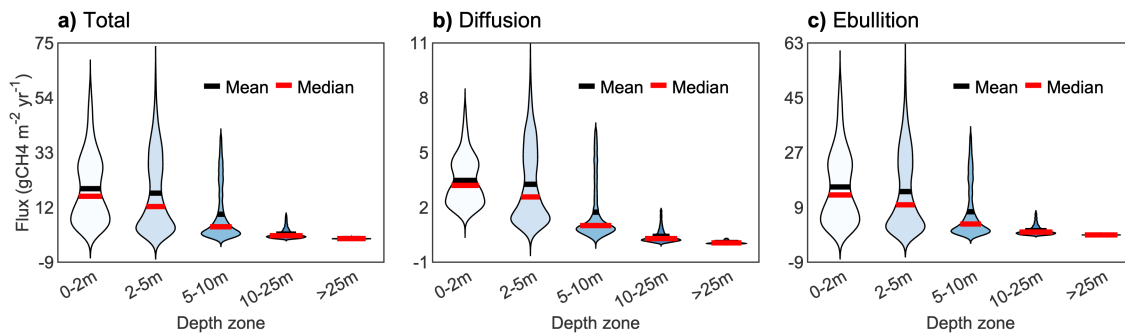 a) Total
75
54
33
12
-9
Flux (gCH4 m-2 yr-1)
Mean Median
0-2m
2-5m
5-10m
10-25m
>25m
Depth zone
b) Diffusion
11
8
5
2
-1
Mean Median
0-2m
2-5m
5-10m
10-25m
>25m
Depth zone
c) Ebullition
63
45
27
9
-9
Mean Median
0-2m
2-5m
5-10m
10-25m
>25m
Depth zone